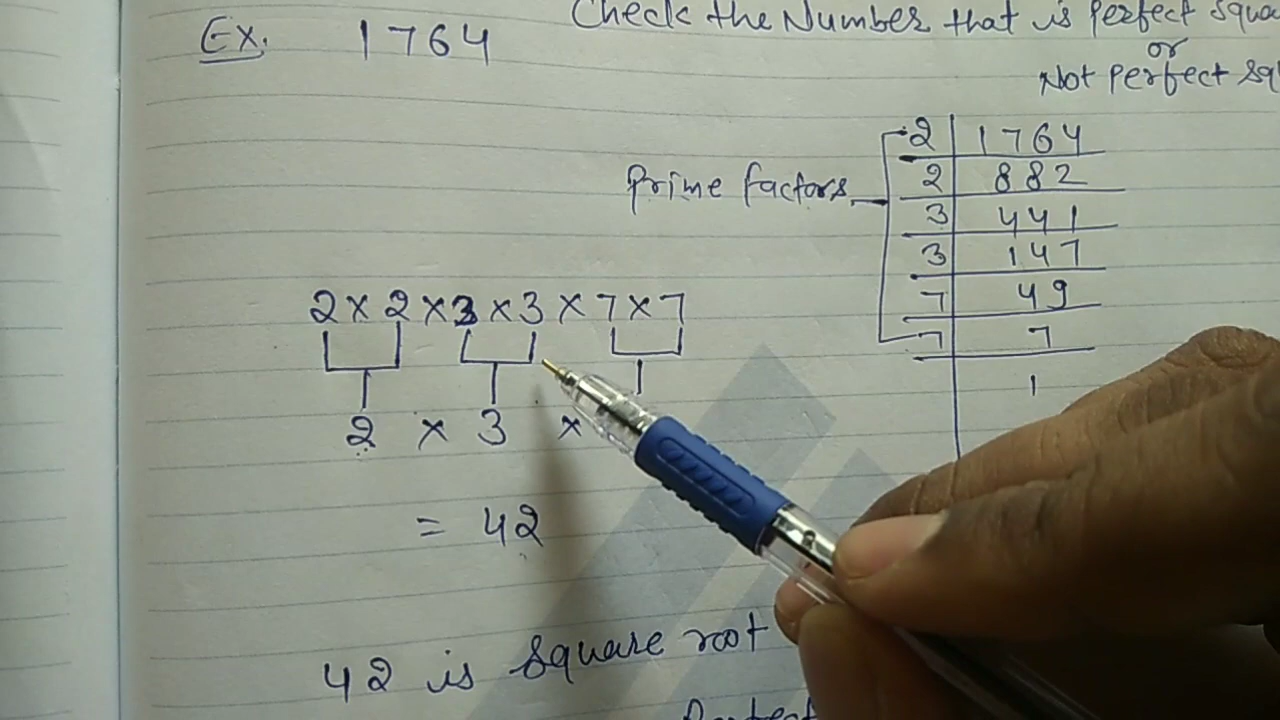 Check the Number that is Perfect Squa
or
Not Perfect Sq
Ex. 1764
2 | 1764
2 | 882
3 | 441
3 | 147
7 | 49
7 | 7
1
Prime factors
2 × 2 × 3 × 3 × 7 × 7
2 × 3 ×
= 42
42 is square root